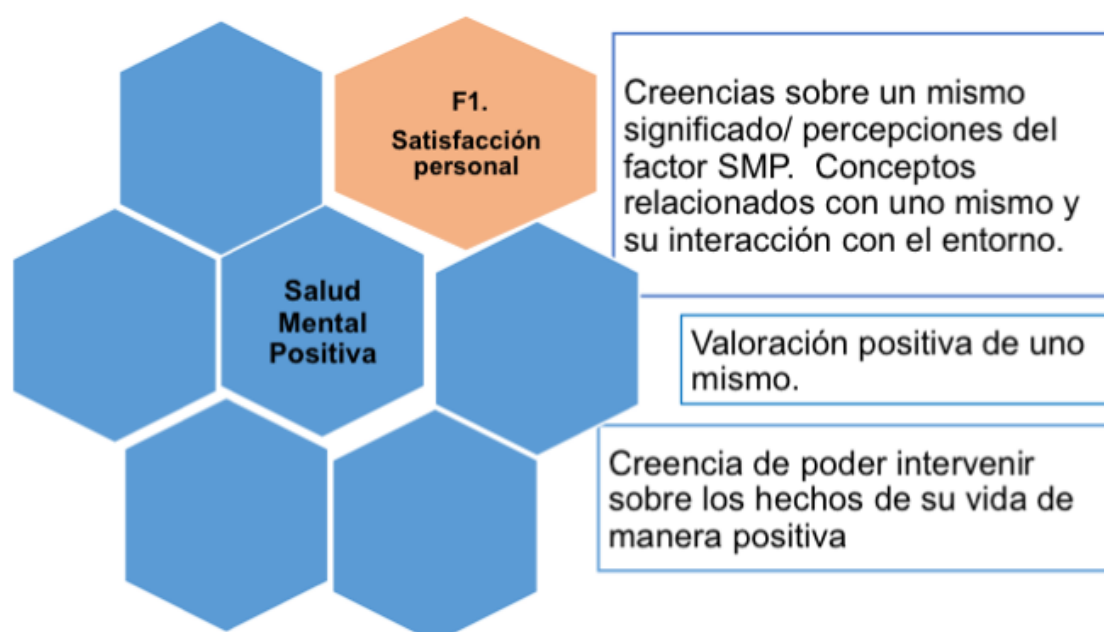 F1.
Satisfacción
personal
Salud
Mental
Positiva
Creencias sobre un mismo
significado/ percepciones del
factor SMP.  Conceptos
relacionados con uno mismo y
su interacción con el entorno.
Valoración positiva de uno
mismo.
Creencia de poder intervenir
sobre los hechos de su vida de
manera positiva